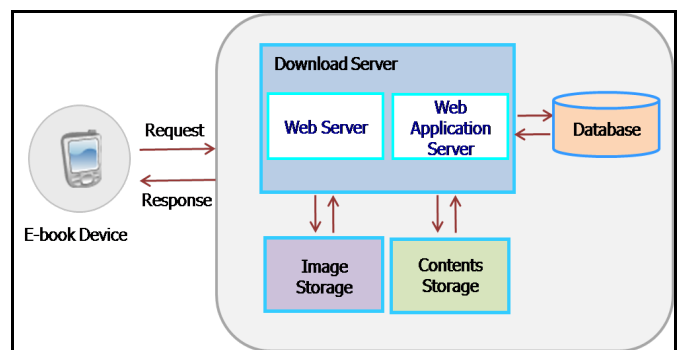 Download Server
Web Server
Web
Application
Server
Database
Request
Response
E-book Device
Image
Storage
Contents
Storage